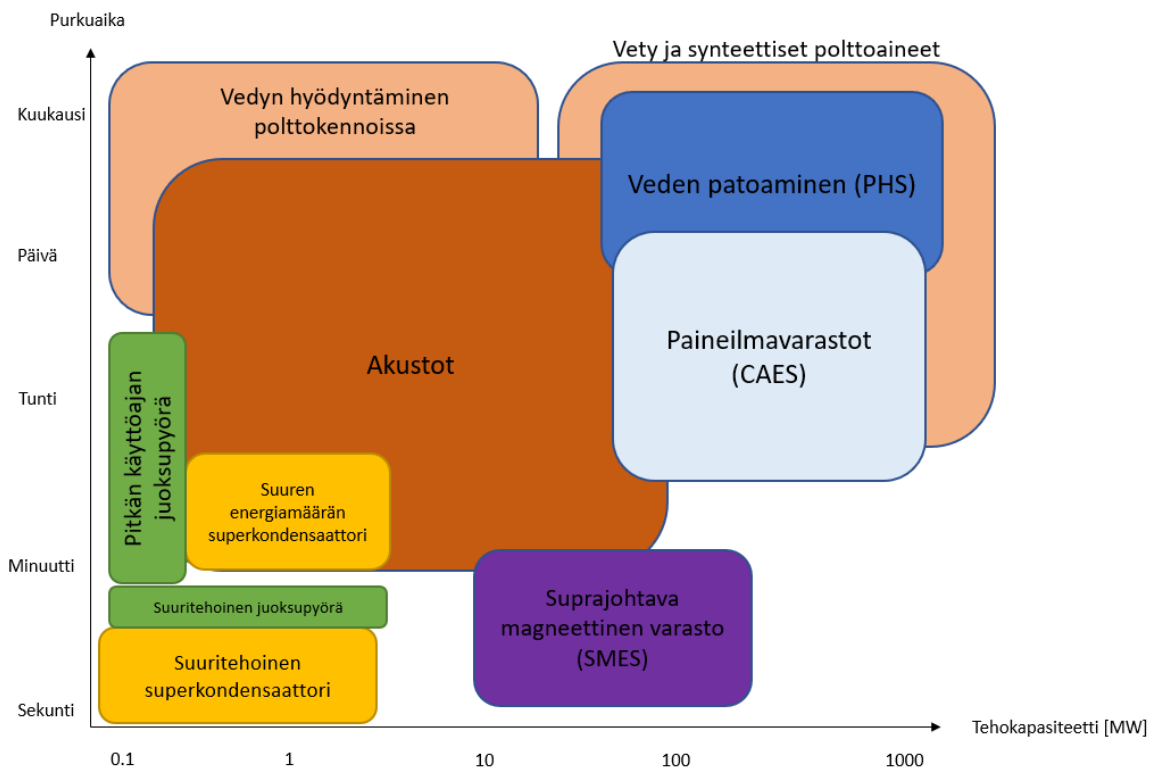 Purkuaika
Vety ja synteettiset polttoaineet
Kuukausi
Vedyn hyödyntäminen
polttokennoissa
Veden patoaminen (PHS)
Päivä
Paineilmavarastot
(CAES)
Akustot
Tunti
Pitkän käyttöajan
juoksupyörä
Suuren
energiamäärän
superkondensaattori
Minuutti
Suuritehoinen juoksupyörä
Suprajohtava
magneettinen varasto
(SMES)
Suuritehoinen
superkondensaattori
Sekunti
Tehokapasiteetti [MW]
0.1 1 10 100 1000